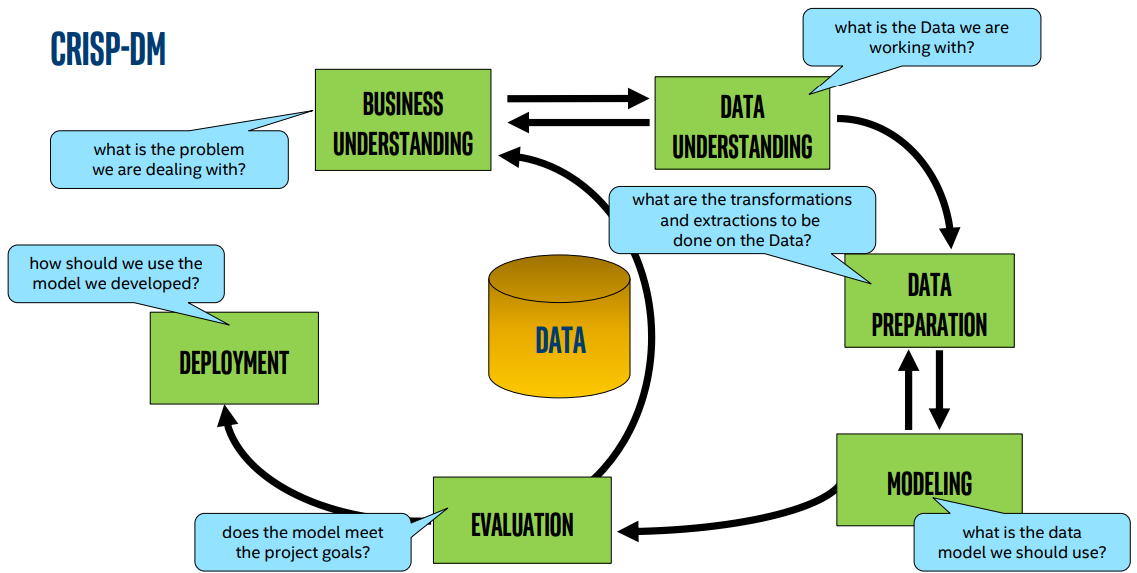 CRISP-DM
what is the Data we are
working with?
BUSINESS
UNDERSTANDING
DATA
UNDERSTANDING
what is the problem
we are dealing with?
what are the transformations
and extractions to be
done on the Data?
how should we use the
model we developed?
DATA
PREPARATION
DATA
DEPLOYMENT
MODELING
EVALUATION
does the model meet
the project goals?
what is the data
model we should use?